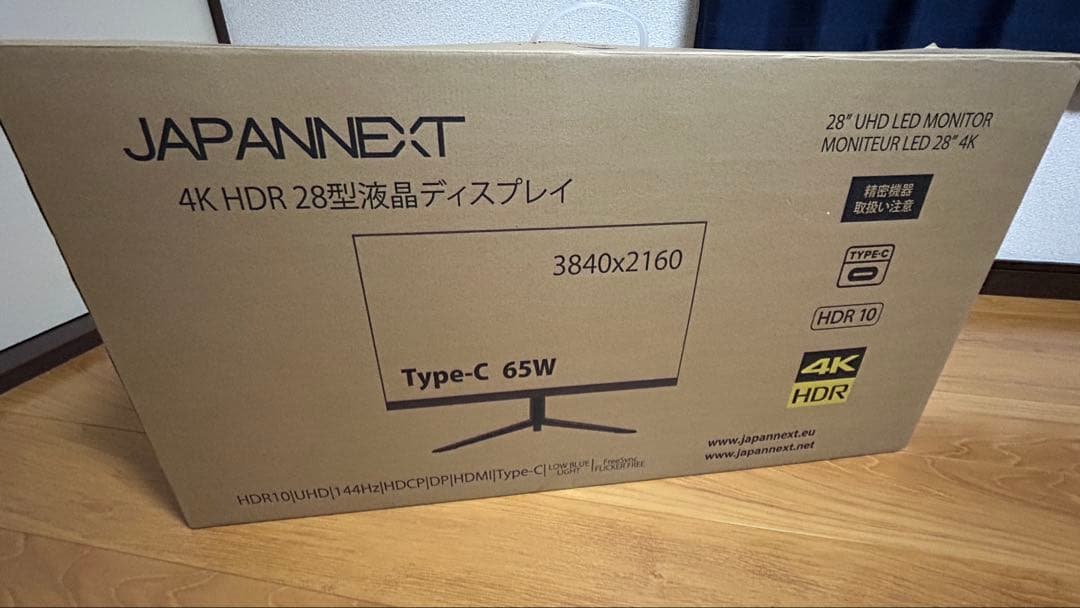 JAPANNEXT
4K HDR 28型液晶ディスプレイ
28" UHD LED MONITOR
MONITEUR LED 28" 4K
精密機器
取扱い注意
TYPE-C
HDR 10
4K
HDR
3840x2160
Type-C 65W
www.japannext.eu
www.japannext.net
HDR10|UHD|144Hz|HDCP|DP|HDMI|Type-C| LOW BLUE LIGHT | FreeSync FLICKER FREE